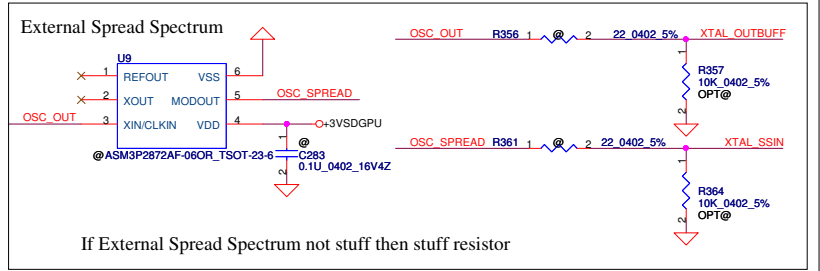 External Spread Spectrum
U9
1 REFOUT VSS 6
2 XOUT MODOUT 5 OSC_SPREAD
OSC_OUT 3 XIN/CLKIN VDD 4 +3VSDGPU
@ASM3P2872AF-06OR_TSOT-23-6
1
2
@
C283
0.1U_0402_16V4Z
OSC_OUT R356 1 @ 2 22_0402_5% XTAL_OUTBUFF
1
2
R357
10K_0402_5%
OPT@
OSC_SPREAD R361 1 @ 2 22_0402_5% XTAL_SSIN
1
2
R364
10K_0402_5%
OPT@
If External Spread Spectrum not stuff then stuff resistor